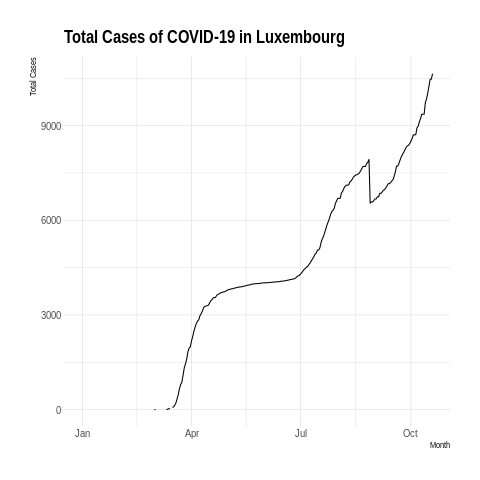 Total Cases of COVID-19 in Luxembourg
Total Cases
9000
6000
3000
0
Jan Apr Jul Oct
Month